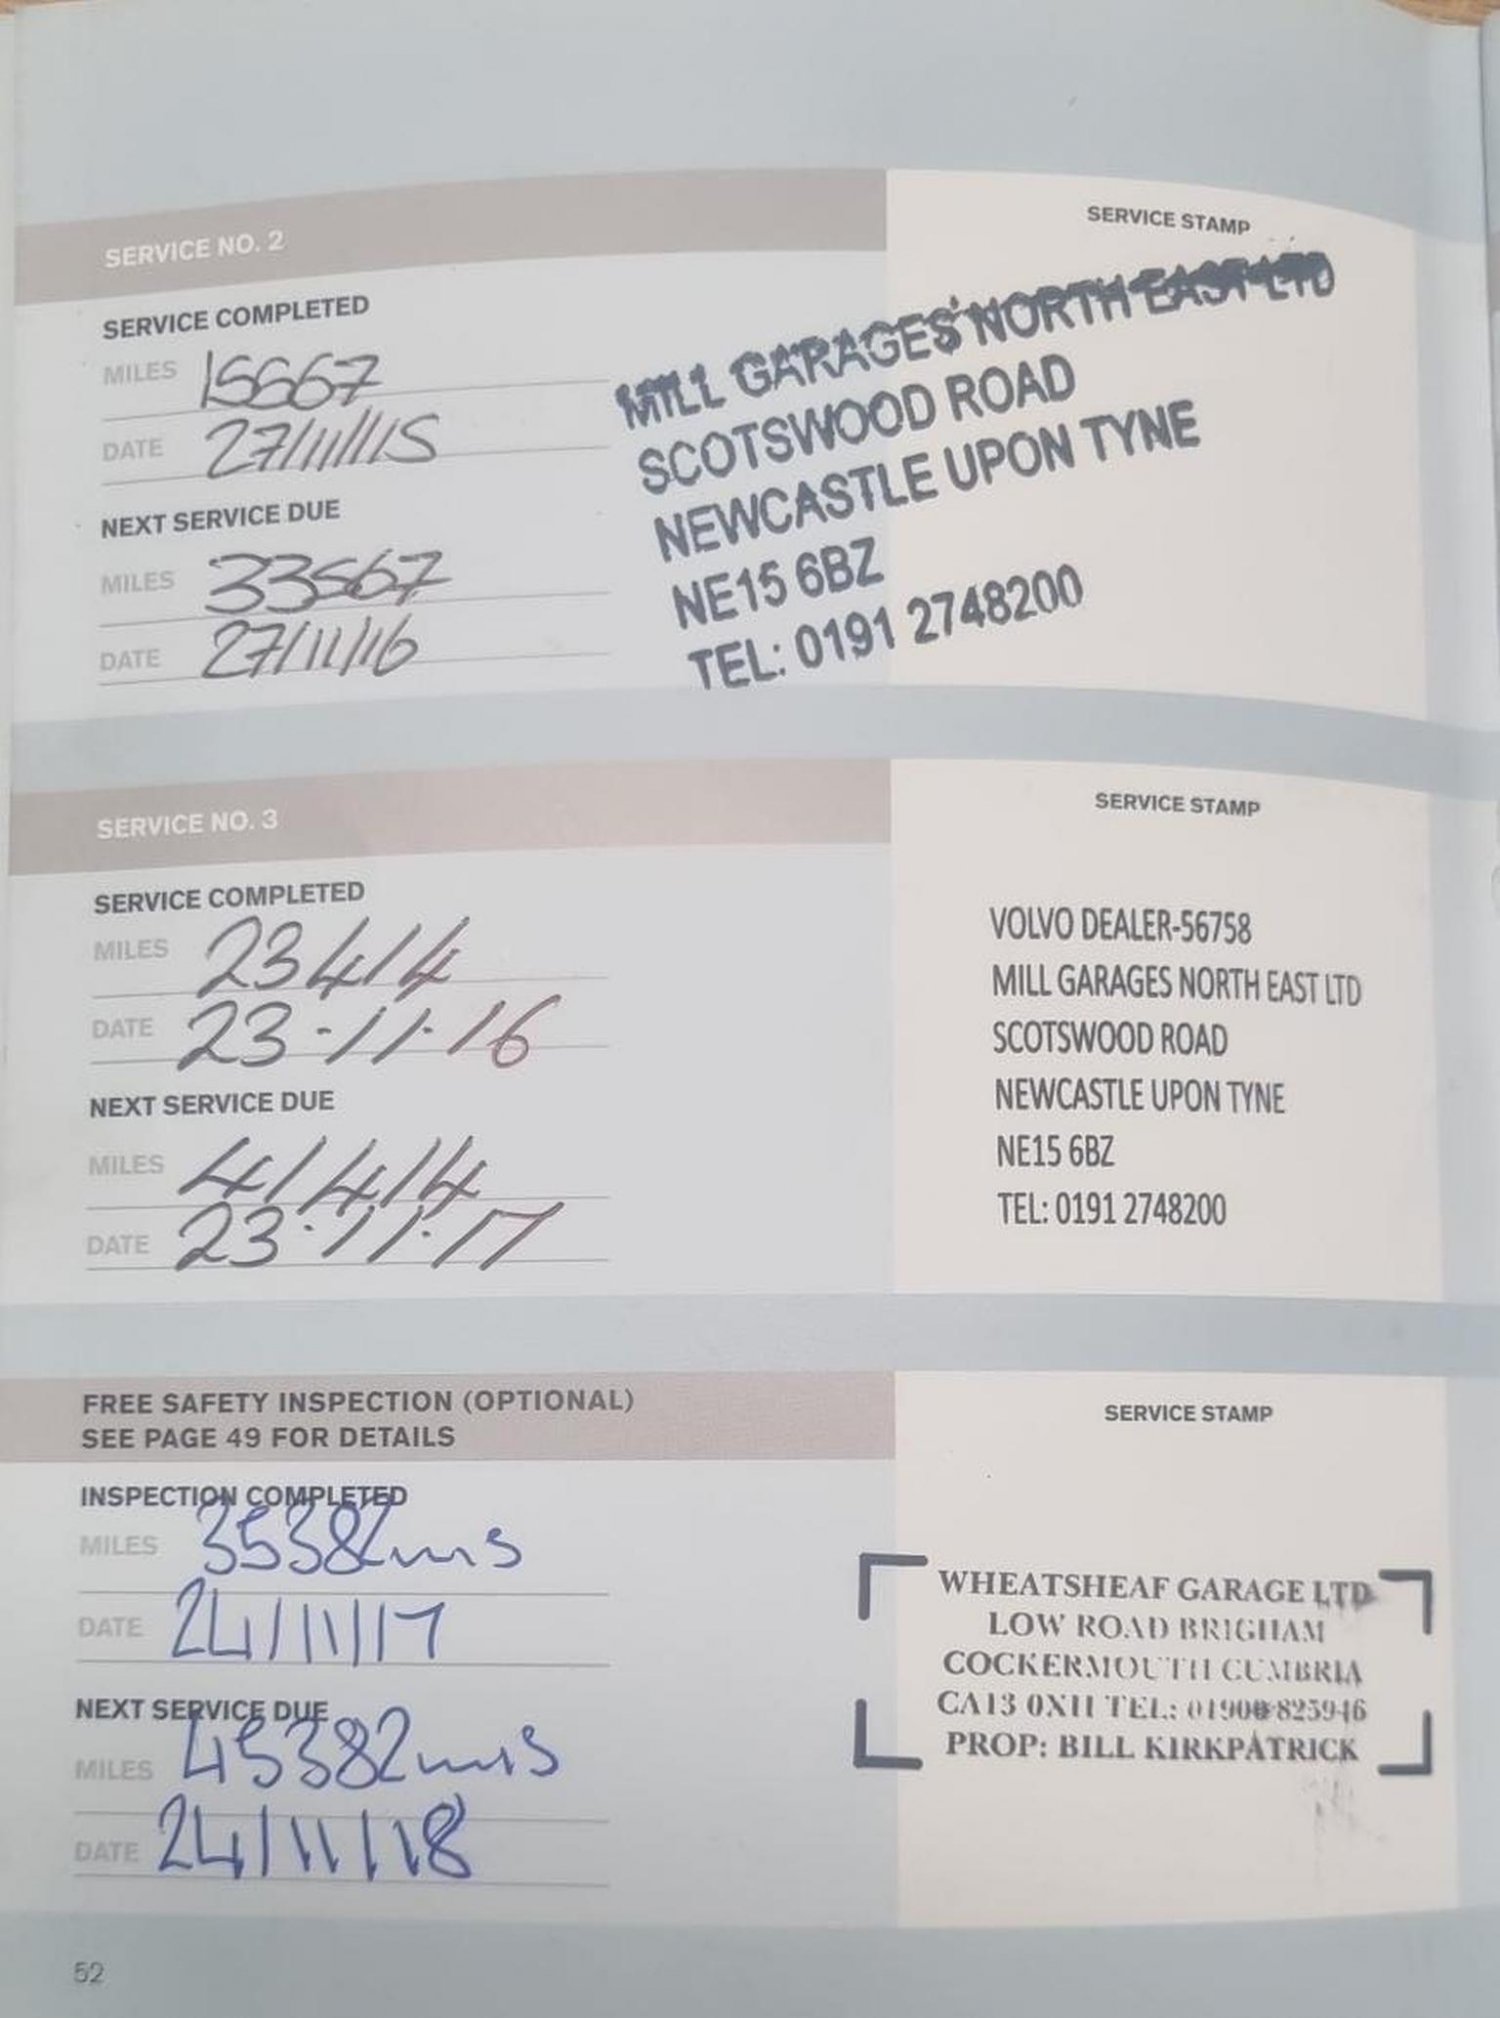 SERVICE NO. 2
SERVICE STAMP
SERVICE COMPLETED
MILES 15667
DATE 27/11/15
NEXT SERVICE DUE
MILES 33567
DATE 27/11/16
MILL GARAGES NORTH EAST LTD
SCOTSWOOD ROAD
NEWCASTLE UPON TYNE
NE15 6BZ
TEL: 0191 2748200
SERVICE NO. 3
SERVICE STAMP
SERVICE COMPLETED
MILES 23414
DATE 23-11-16
NEXT SERVICE DUE
MILES 41414
DATE 23-11-17
VOLVO DEALER-56758
MILL GARAGES NORTH EAST LTD
SCOTSWOOD ROAD
NEWCASTLE UPON TYNE
NE15 6BZ
TEL: 0191 2748200
FREE SAFETY INSPECTION (OPTIONAL)
SEE PAGE 49 FOR DETAILS
SERVICE STAMP
INSPECTION COMPLETED
MILES 35382mls
DATE 24/11/17
NEXT SERVICE DUE
MILES 45382mls
DATE 24/11/18
WHEATSHEAF GARAGE LTD
LOW ROAD BRIGHAM
COCKERMOUTH CUMBRIA
CA13 0XH TEL: 01900 825946
PROP: BILL KIRKPATRICK
52